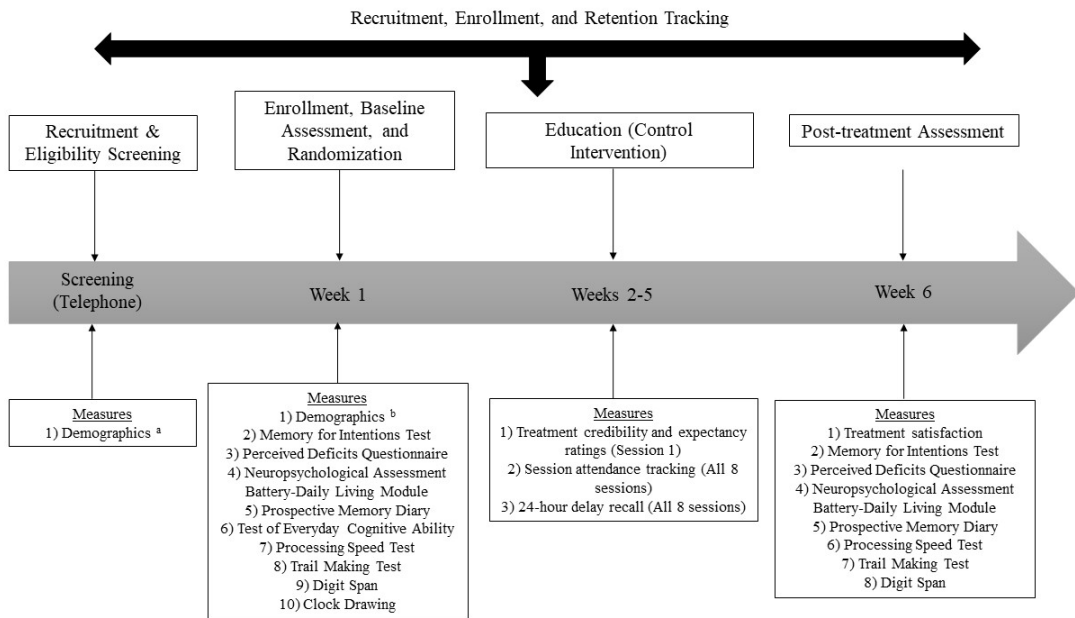 Recruitment, Enrollment, and Retention Tracking
Recruitment &
Eligibility Screening
Enrollment, Baseline
Assessment, and
Randomization
Education (Control
Intervention)
Post-treatment Assessment
Screening
(Telephone)
Week 1
Weeks 2-5
Week 6
Measures
1) Demographics a
Measures
1) Demographics b
2) Memory for Intentions Test
3) Perceived Deficits Questionnaire
4) Neuropsychological Assessment
Battery-Daily Living Module
5) Prospective Memory Diary
6) Test of Everyday Cognitive Ability
7) Processing Speed Test
8) Trail Making Test
9) Digit Span
10) Clock Drawing
Measures
1) Treatment credibility and expectancy
ratings (Session 1)
2) Session attendance tracking (All 8
sessions)
3) 24-hour delay recall (All 8 sessions)
Measures
1) Treatment satisfaction
2) Memory for Intentions Test
3) Perceived Deficits Questionnaire
4) Neuropsychological Assessment
Battery-Daily Living Module
5) Prospective Memory Diary
6) Processing Speed Test
7) Trail Making Test
8) Digit Span